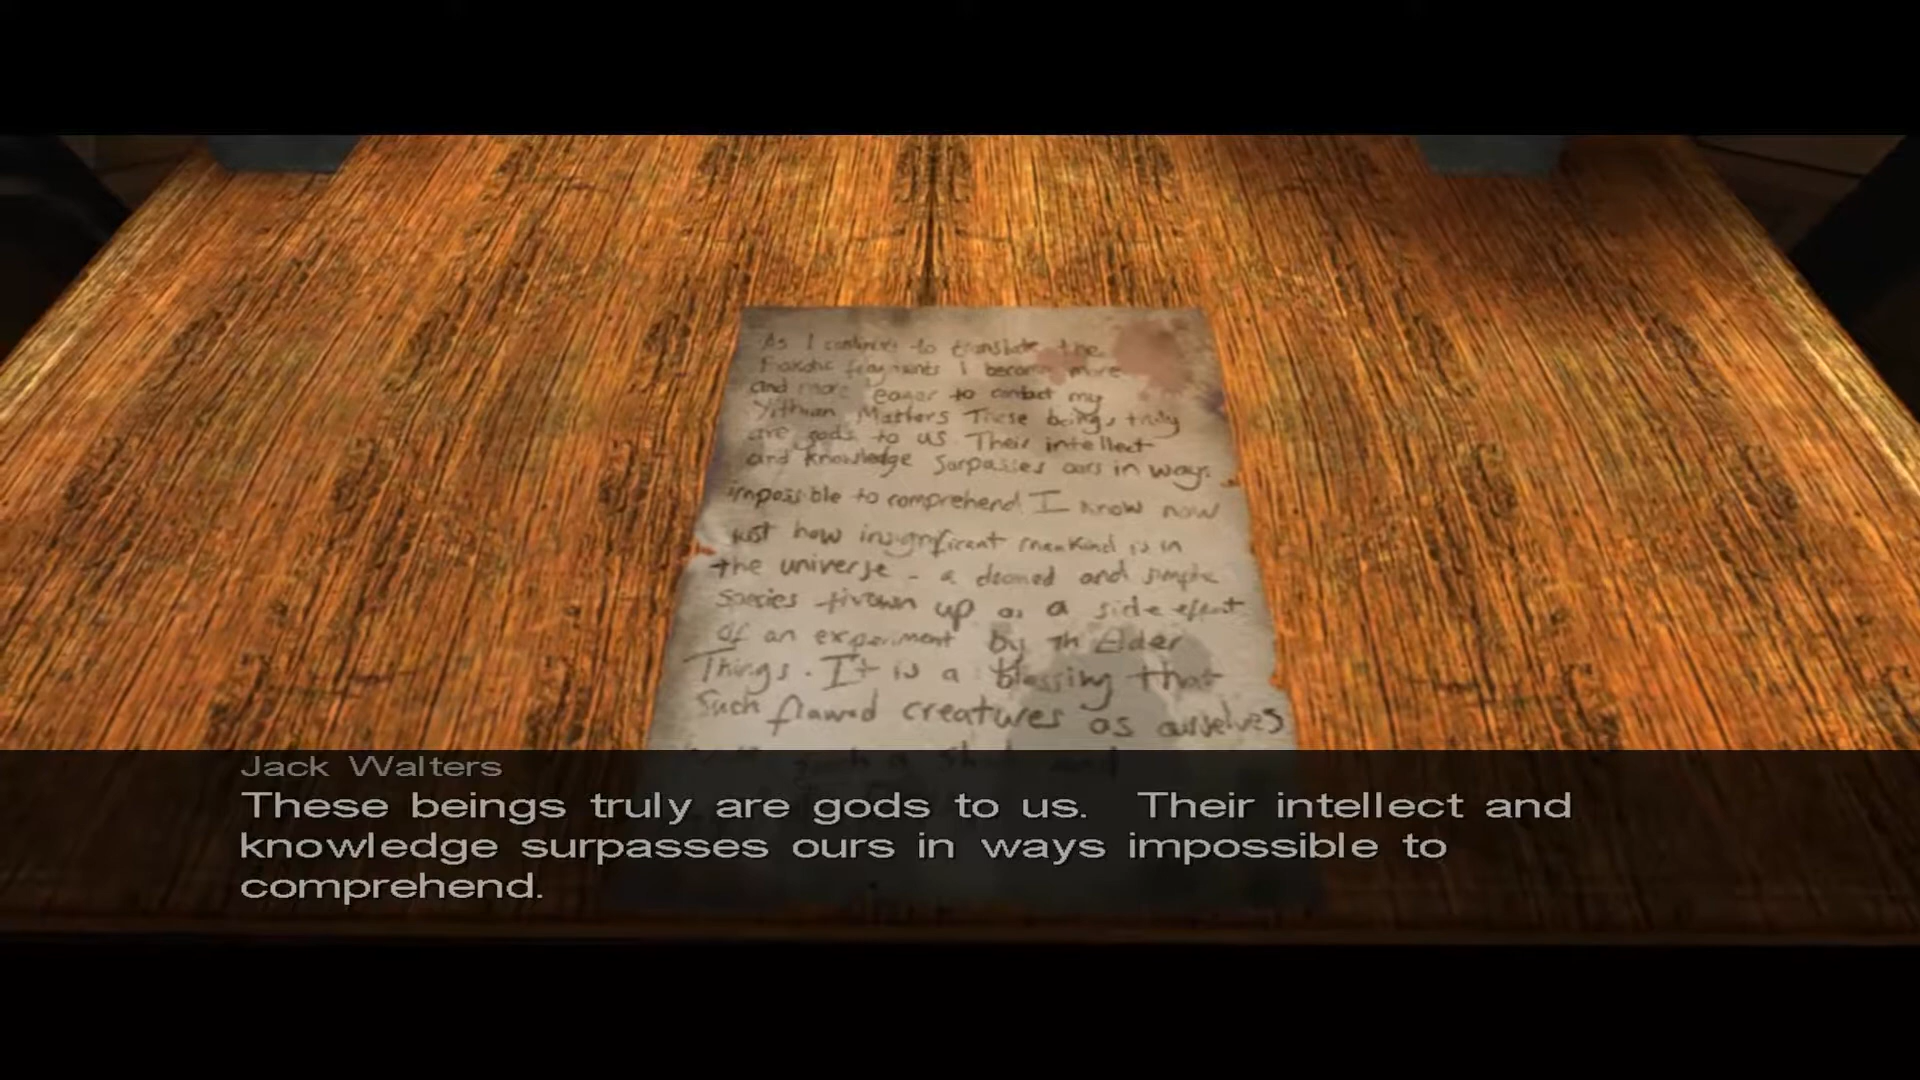 As I continue to translate the
fragments I become more
and more eager to contact my
Yithian Masters These beings truly
are gods to us. Their intellect
and knowledge Surpasses ours in ways
impossible to comprehend I know now
just how insignificant mankind is in
the universe - a doomed and simple
Species thrown up as a side effect
of an experiment by Th Elder
Things. It is a blessing that
Such flawed creatures as ourselves
Jack Walters
These beings truly are gods to us. Their intellect and
knowledge surpasses ours in ways impossible to
comprehend.